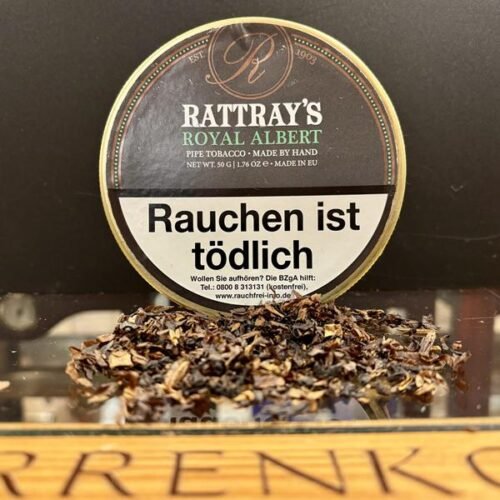 R
EST
1903
RATTRAY'S
ROYAL ALBERT
PIPE TOBACCO • MADE BY HAND
NET WT. 50 G | 1.76 OZ ℮ • MADE IN EU
Rauchen ist
tödlich
Wollen Sie aufhören? Die BZgA hilft:
Tel.: 0800 8 313131 (kostenfrei),
www.rauchfrei-info.de
RRENKO